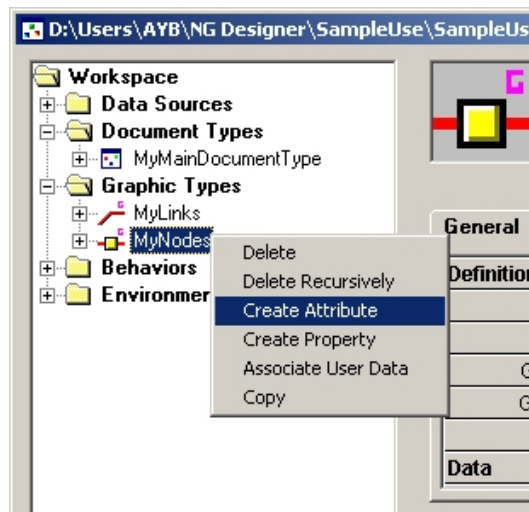 D:\Users\AYB\NG Designer\SampleUse\SampleUs
Workspace
Data Sources
Document Types
MyMainDocumentType
Graphic Types
MyLinks
MyNodes
Behaviors
Environmer
Delete
Delete Recursively
Create Attribute
Create Property
Associate User Data
Copy
G
General
Definition
G
G
Data